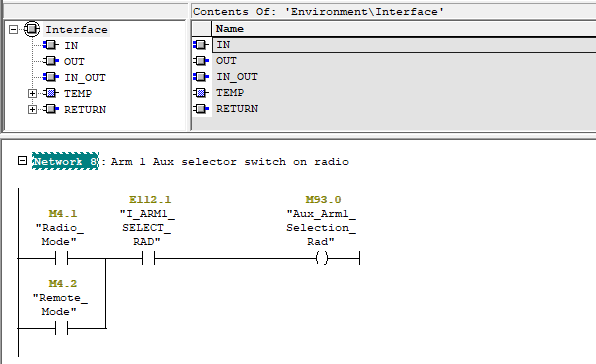 Contents Of: 'Environment\Interface'
Interface
IN
OUT
IN_OUT
TEMP
RETURN
Name
IN
OUT
IN_OUT
TEMP
RETURN
Network 8: Arm 1 Aux selector switch on radio
M4.1
"Radio_
Mode"
E112.1
"I_ARM1_
SELECT_
RAD"
M93.0
"Aux_Arm1_
Selection_
Rad"
M4.2
"Remote_
Mode"